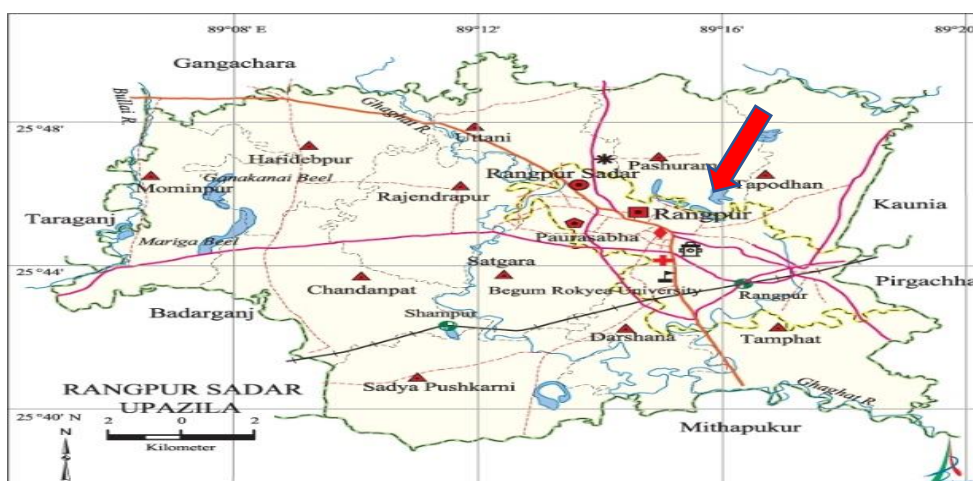 89°08' E
89°12'
89°16'
89°20'
Gangachara
Bullai R.
25°48'
Ghaghat R.
Uttani
Haridebpur
Pashuram
Mominpur
Ganakanai Beel
Rangpur Sadar
Tapodhan
Rajendrapur
Taraganj
Rangpur
Kaunia
Paurasabha
Mariga Beel
25°44'
Satgara
Chandanpat
Begum Rokyea University
Rangpur
Pirgachha
Badarganj
Shampur
Darshana
Tamphat
RANGPUR SADAR
UPAZILA
Sadya Pushkarni
Ghaghat R.
25°40' N
Mithapukur
N
2 0 2
Kilometer